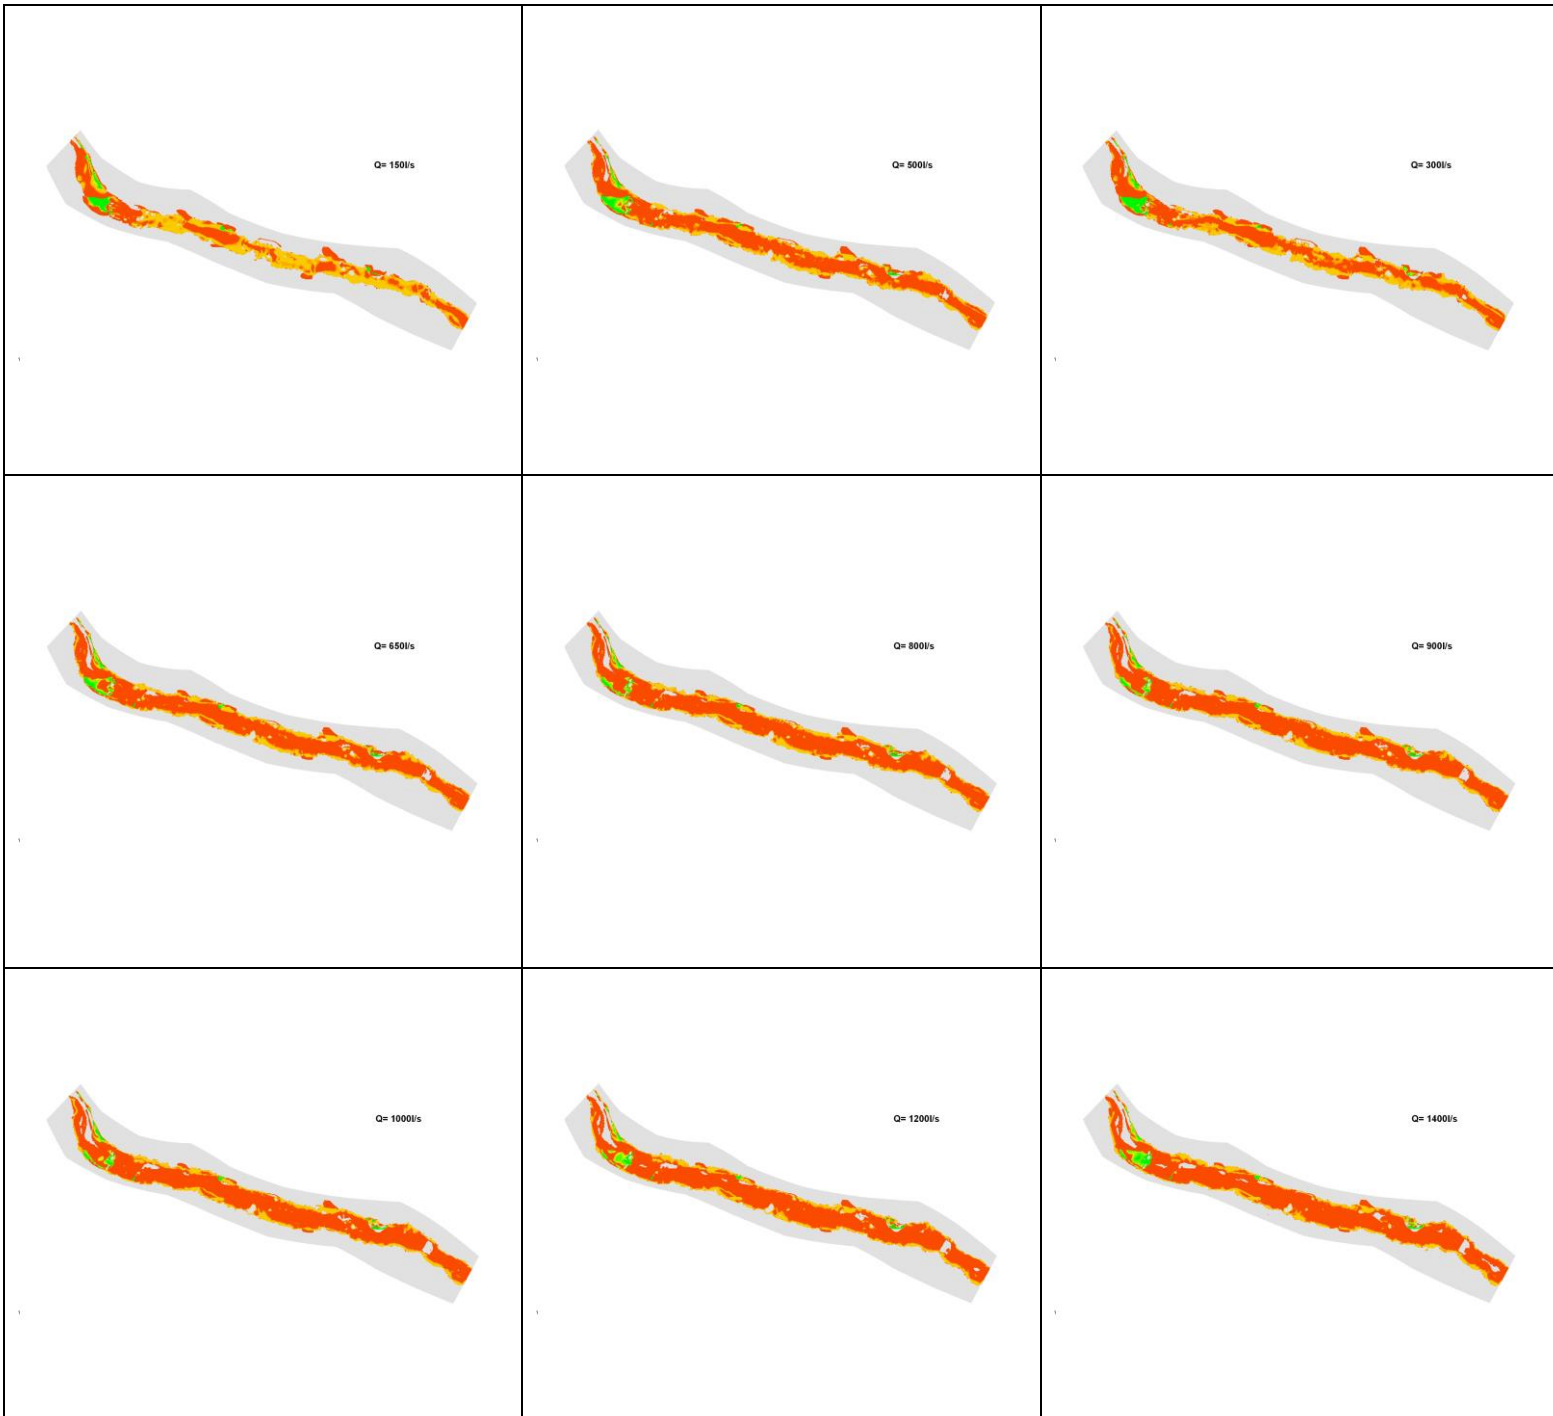 Q= 150l/s
Q= 500l/s
Q= 300l/s
Q= 650l/s
Q= 800l/s
Q= 900l/s
Q= 1000l/s
Q= 1200l/s
Q= 1400l/s